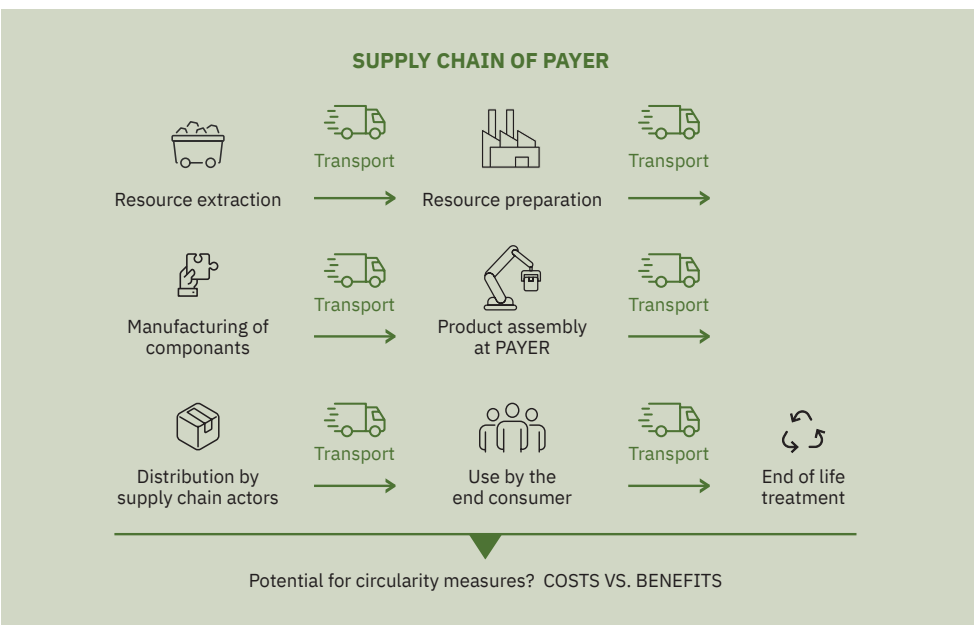 SUPPLY CHAIN OF PAYER
Transport
Transport
Resource extraction
Resource preparation
Transport
Transport
Manufacturing of
componants
Product assembly
at PAYER
Transport
Transport
Distribution by
supply chain actors
Use by the
end consumer
End of life
treatment
Potential for circularity measures? COSTS VS. BENEFITS